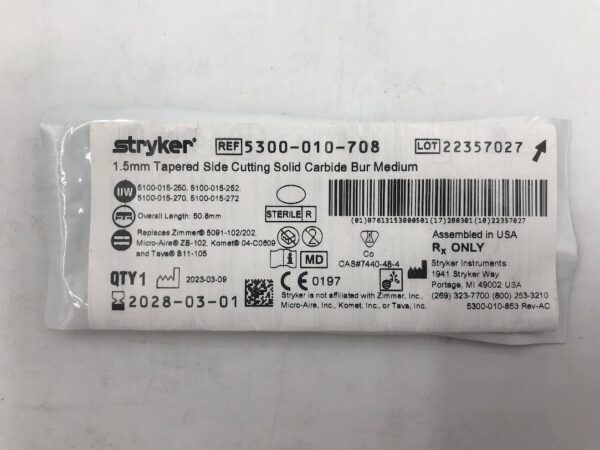 stryker® REF 5300-010-708 LOT 22357027
1.5mm Tapered Side Cutting Solid Carbide Bur Medium
UW 5100-015-250, 5100-015-252,
5100-015-270, 5100-015-272
STERILE R
(01)07613153000501(17)280301(10)22357027
Overall Length: 50.8mm
Replaces Zimmer® 5091-102/202,
Micro-Aire® ZB-102, Komet® 04-C0609
and Tava® B11-105
Co
CAS#7440-48-4
MD
Assembled in USA
Rx ONLY
Stryker Instruments
1941 Stryker Way
Portage, MI 49002 USA
(269) 323-7700 (800) 253-3210
5300-010-853 Rev-AC
QTY 1 2023-03-09
2028-03-01
CE 0197
Stryker is not affiliated with Zimmer, Inc.,
Micro-Aire, Inc., Komet, Inc., or Tava, Inc.